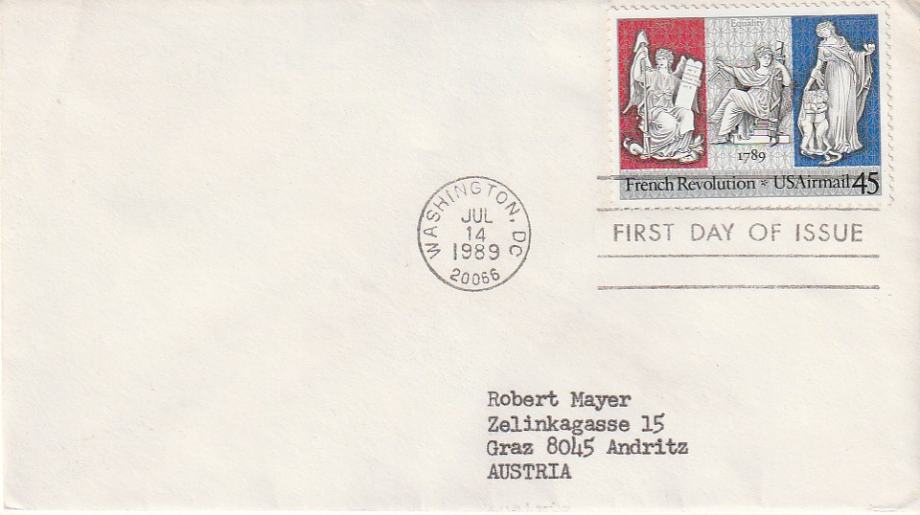 Equality
1789
French Revolution * USAirmail 45
WASHINGTON, DC
JUL
14
1989
20066
FIRST DAY OF ISSUE
Robert Mayer
Zelinkagasse 15
Graz 8045 Andritz
AUSTRIA